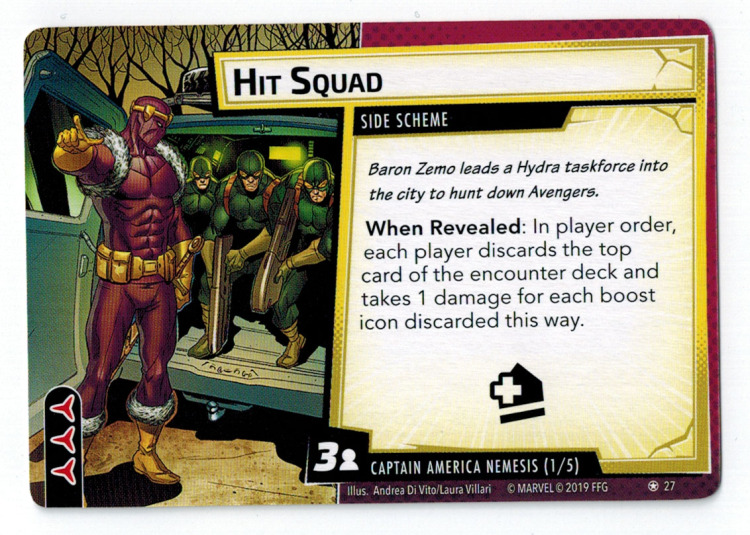 HIT SQUAD
SIDE SCHEME
Baron Zemo leads a Hydra taskforce into
the city to hunt down Avengers.
When Revealed: In player order,
each player discards the top
card of the encounter deck and
takes 1 damage for each boost
icon discarded this way.
3
CAPTAIN AMERICA NEMESIS (1/5)
Illus. Andrea Di Vito/Laura Villari © MARVEL © 2019 FFG 27